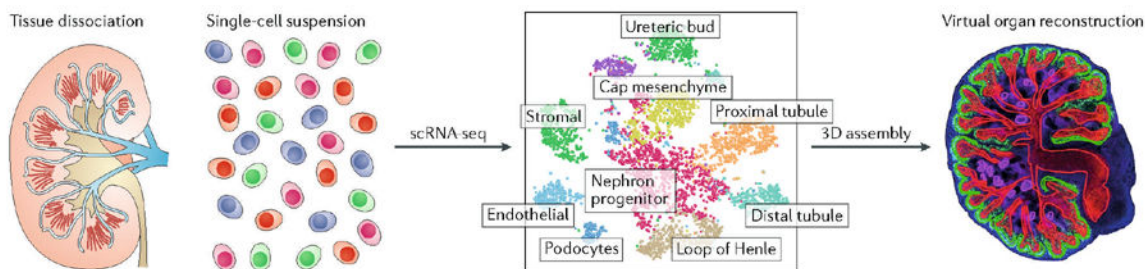 Tissue dissociation
Single-cell suspension
Virtual organ reconstruction
Ureteric bud
Cap mesenchyme
Stromal
Proximal tubule
scRNA-seq
3D assembly
Nephron
progenitor
Endothelial
Distal tubule
Podocytes
Loop of Henle